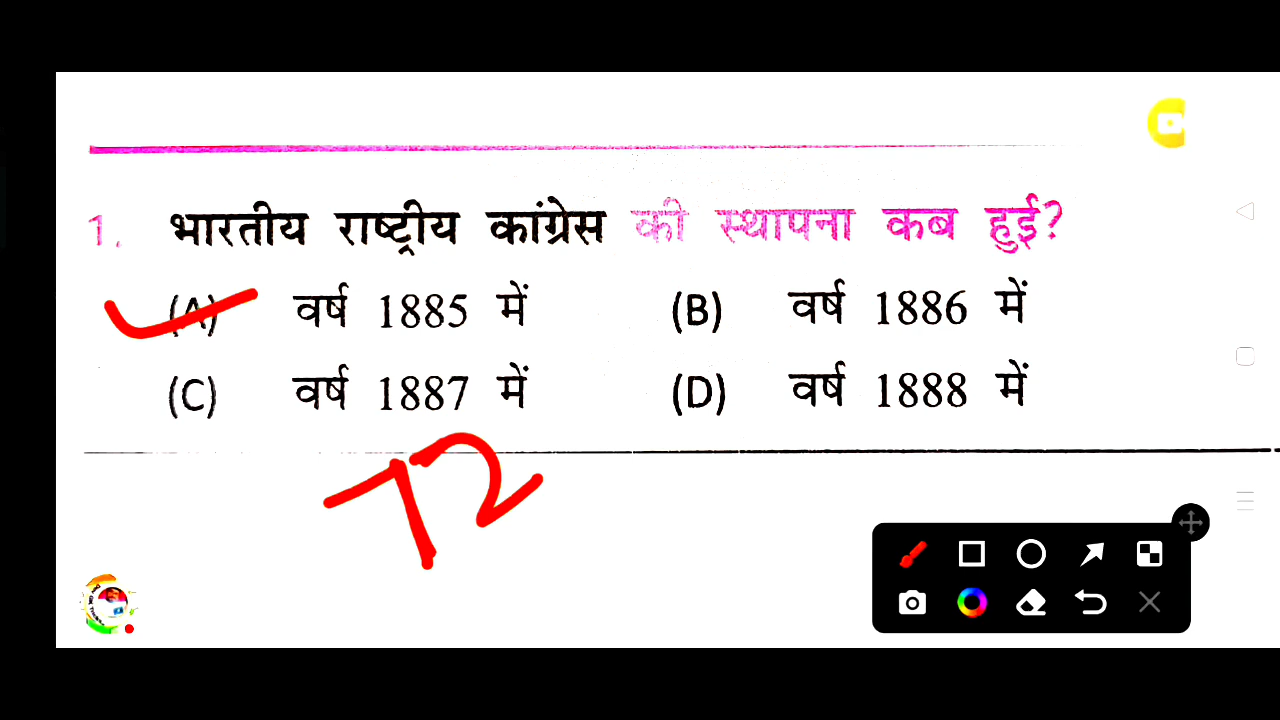 1. भारतीय राष्ट्रीय कांग्रेस की स्थापना कब हुई?
(A) वर्ष 1885 में (B) वर्ष 1886 में
(C) वर्ष 1887 में (D) वर्ष 1888 में
72